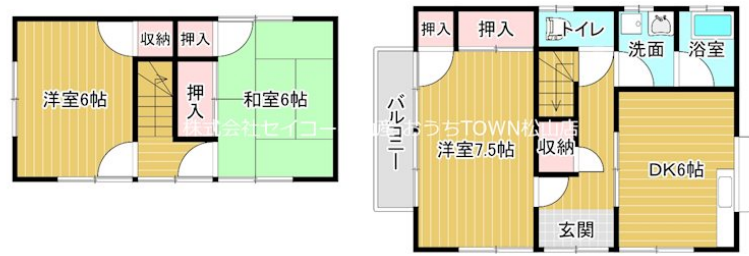 収納
押入
洋室6帖
押入
和室6帖
押入
押入
トイレ
洗面
浴室
バルコニー
洋室7.5帖
収納
DK6帖
玄関
株式会社セイコー不動産 おうちTOWN松山店